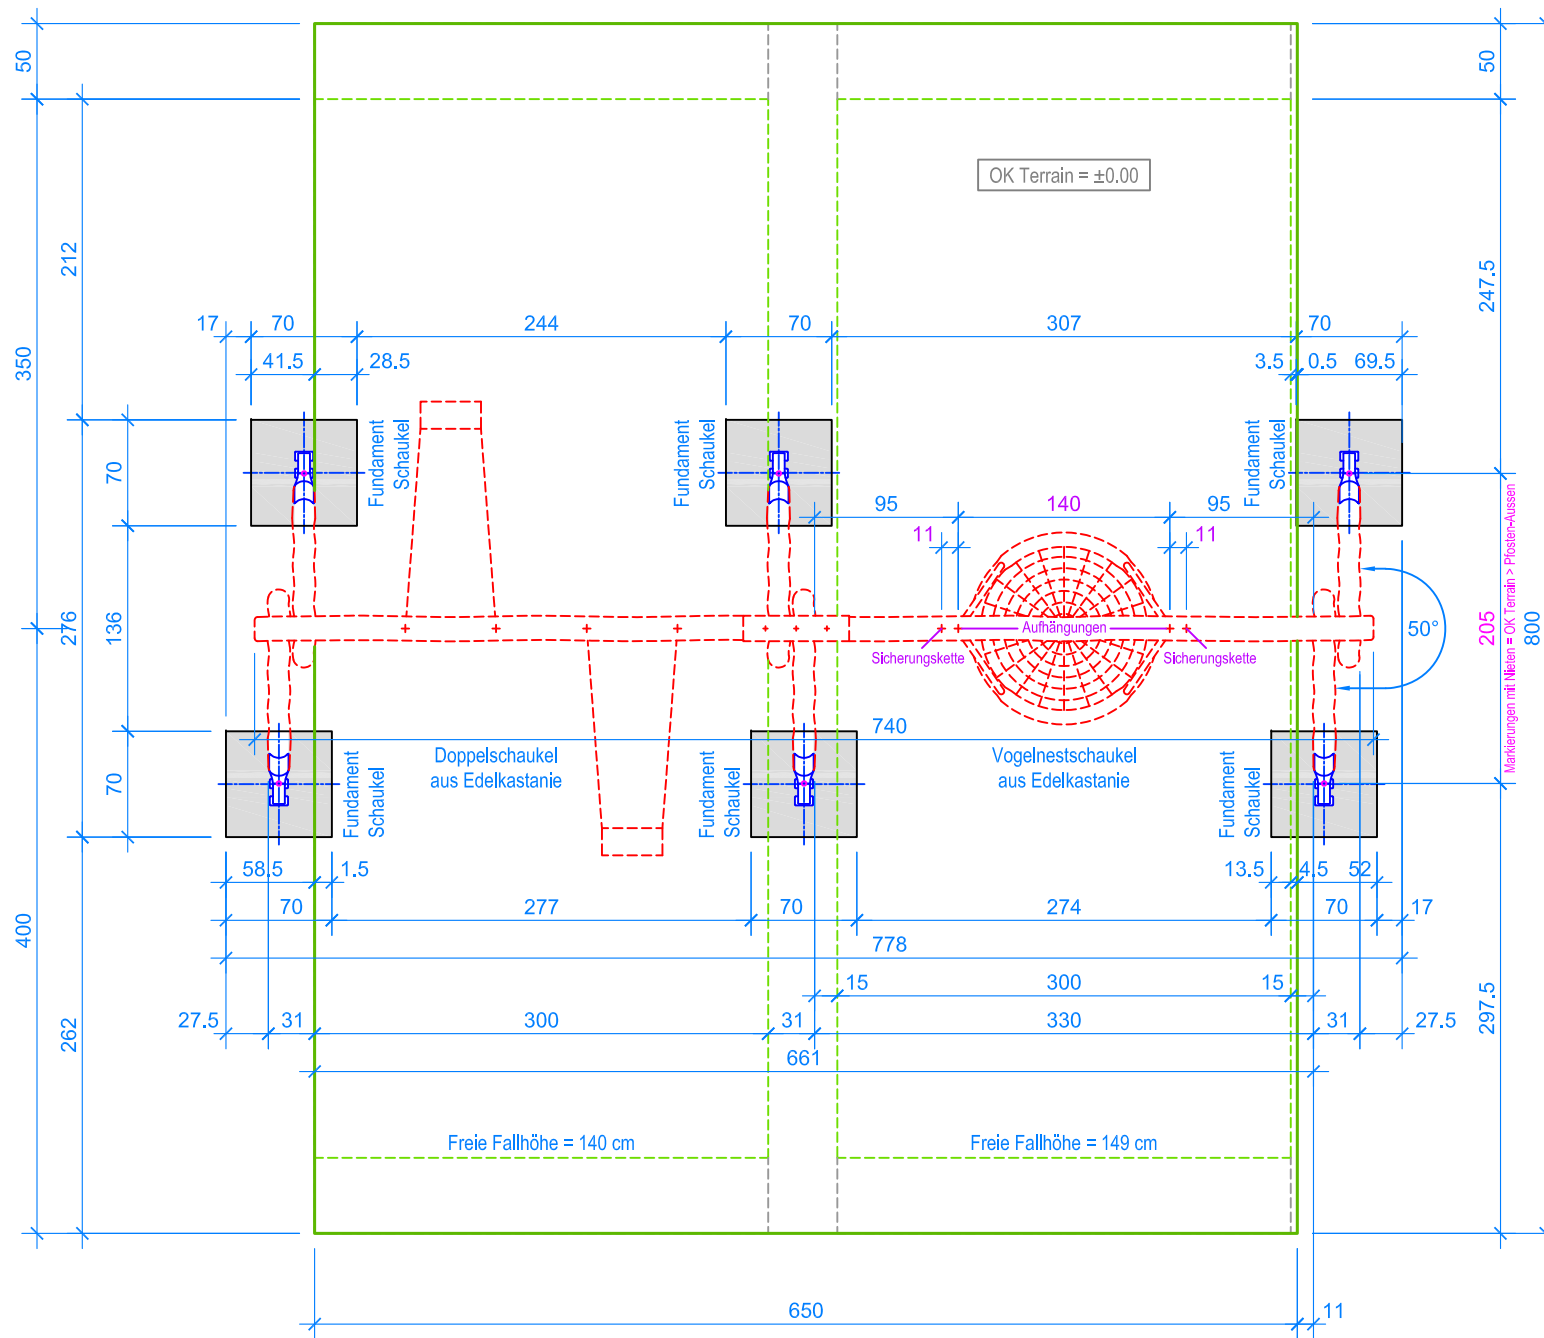 50
50
OK Terrain = ±0.00
212
247.5
350
17
70
244
70
307
70
41.5
28.5
3.5
0.5
69.5
Fundament
Schaukel
Fundament
Schaukel
Fundament
Schaukel
70
95
140
95
11
11
276
136
Aufhängungen
Sicherungskette
Sicherungskette
50°
205
Markierungen mit Nieten = OK Terrain > Pfosten-Aussen
800
740
Doppelschaukel
aus Edelkastanie
Vogelnestschaukel
aus Edelkastanie
70
Fundament
Schaukel
Fundament
Schaukel
Fundament
Schaukel
58.5
1.5
13.5
4.5
52
70
277
70
274
70
17
400
778
15
300
15
262
297.5
27.5
31
300
31
330
31
27.5
661
Freie Fallhöhe = 140 cm
Freie Fallhöhe = 149 cm
650
11